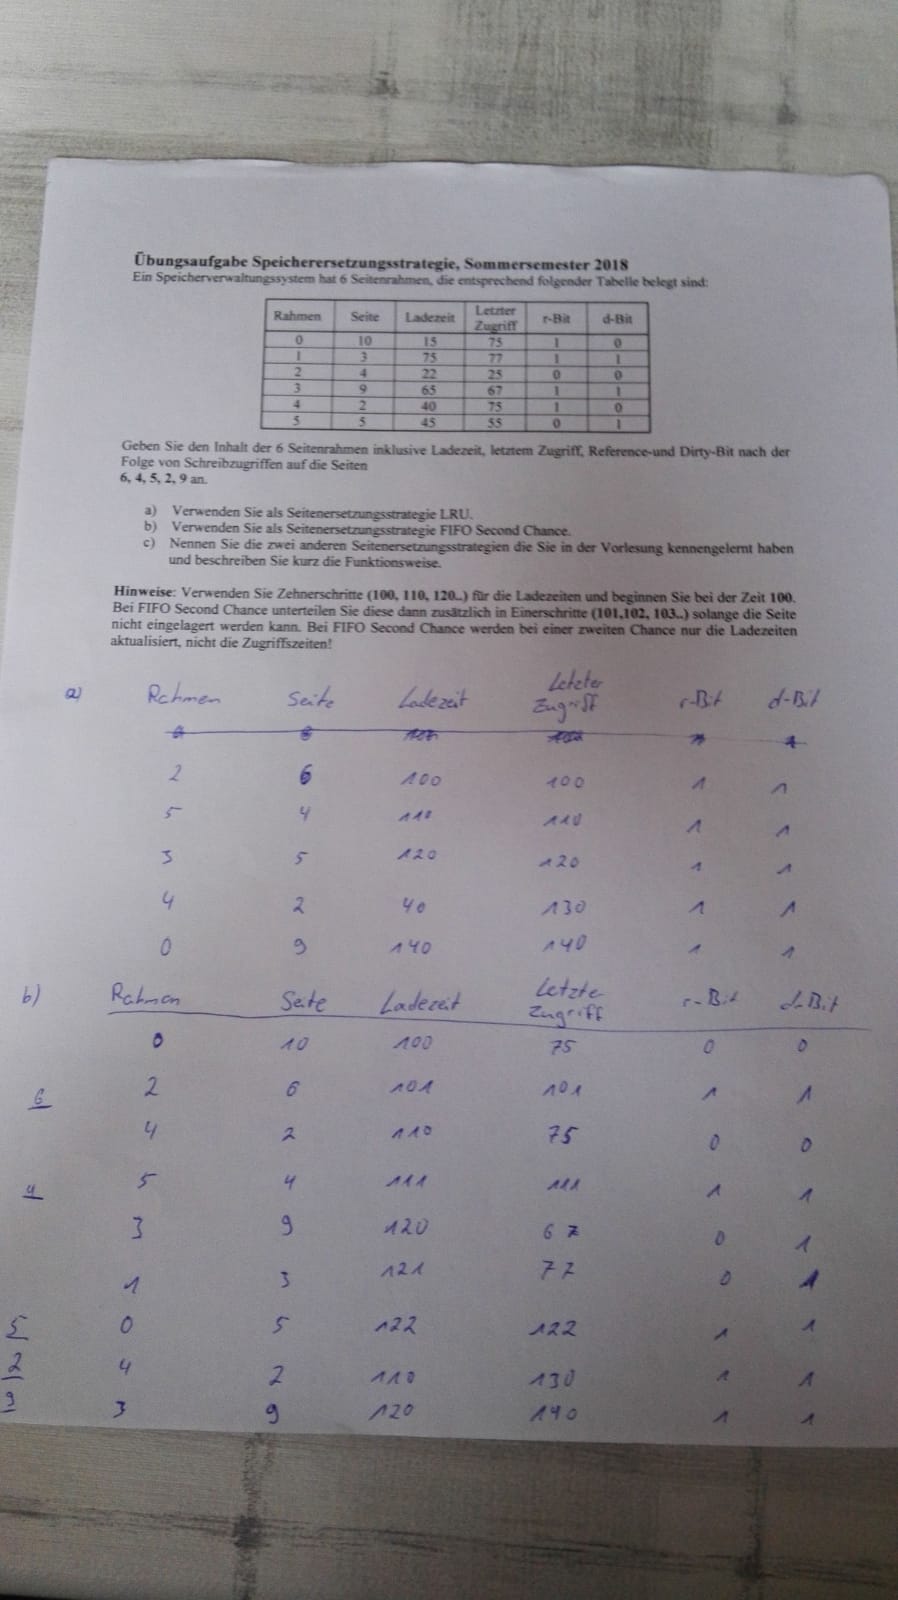 Übungsaufgabe Speicherersetzungsstrategie, Sommersemester 2018
Ein Speicherverwaltungssystem hat 6 Seitenrahmen, die entsprechend folgender Tabelle belegt sind:
Rahmen Seite Ladezeit Letzter Zugriff r-Bit d-Bit
0 10 15 75 1 0
1 3 75 77 1 1
2 4 22 25 0 0
3 9 65 67 1 1
4 2 40 75 1 0
5 5 45 55 0 1
Geben Sie den Inhalt der 6 Seitenrahmen inklusive Ladezeit, letztem Zugriff, Reference-und Dirty-Bit nach der
Folge von Schreibzugriffen auf die Seiten
6, 4, 5, 2, 9 an.
a) Verwenden Sie als Seitenersetzungsstrategie LRU.
b) Verwenden Sie als Seitenersetzungsstrategie FIFO Second Chance.
c) Nennen Sie die zwei anderen Seitenersetzungsstrategien die Sie in der Vorlesung kennengelernt haben
und beschreiben Sie kurz die Funktionsweise.
Hinweise: Verwenden Sie Zehnerschritte (100, 110, 120..) für die Ladezeiten und beginnen Sie bei der Zeit 100.
Bei FIFO Second Chance unterteilen Sie diese dann zusätzlich in Einerschritte (101,102, 103..) solange die Seite
nicht eingelagert werden kann. Bei FIFO Second Chance werden bei einer zweiten Chance nur die Ladezeiten
aktualisiert, nicht die Zugriffszeiten!
a) Rahmen Seite Ladezeit Letzter Zugriff r-Bit d-Bit
2 6 100 100 1 1
5 4 110 110 1 1
3 5 120 120 1 1
4 2 40 130 1 1
0 9 140 140 1 1
b) Rahmen Seite Ladezeit Letzte Zugriff r-Bit d-Bit
0 10 100 75 0 0
6 2 6 101 101 1 1
4 2 110 75 0 0
4 5 4 111 111 1 1
3 9 120 67 0 1
1 3 121 77 0 1
5 0 5 122 122 1 1
2 4 2 110 130 1 1
9 3 9 120 140 1 1